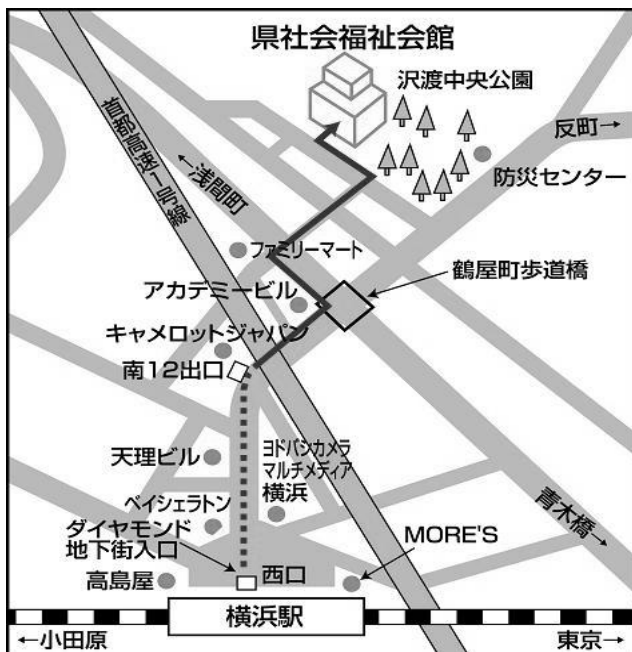 県社会福祉会館
沢渡中央公園
反町→
首都高速1号線
←浅間町
防災センター
ファミリーマート
鶴屋町歩道橋
アカデミービル
キャメロットジャパン
南12出口
天理ビル
ヨドバシカメラ
マルチメディア
横浜
ベイシェラトン
ダイヤモンド
地下街入口
青木橋→
MORE'S
高島屋
西口
横浜駅
←小田原
東京→